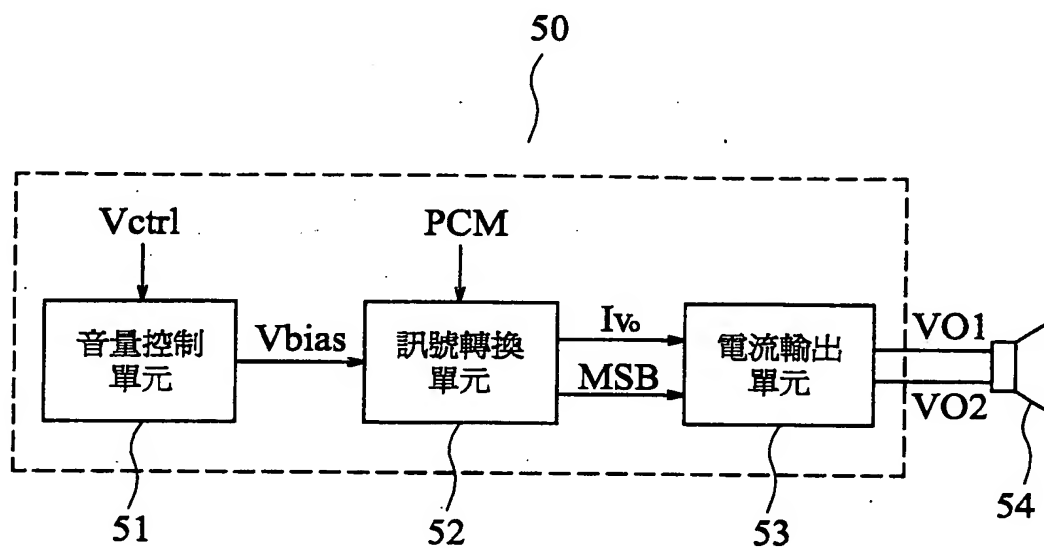 50
Vctrl
PCM
音量控制
單元
Vbias
訊號轉換
單元
Ivo
MSB
電流輸出
單元
VO1
VO2
51
52
53
54